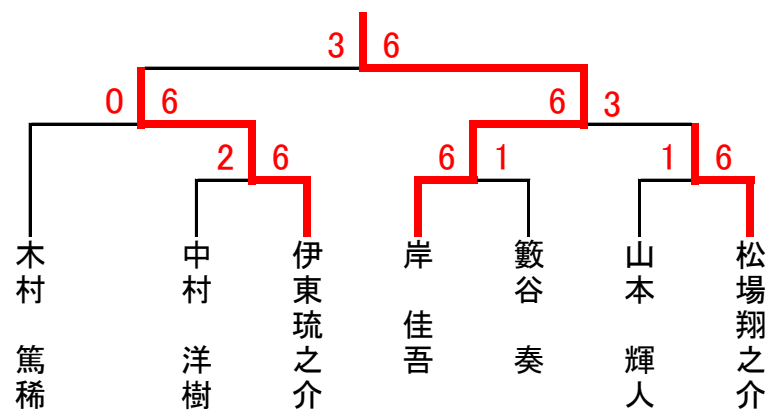 3 6
0 6
6 3
2 6
6 1
1 6
木村 篤稀
中村 洋樹
伊東琉之介
岸 佳吾
籔谷 奏
山本 輝人
松場翔之介